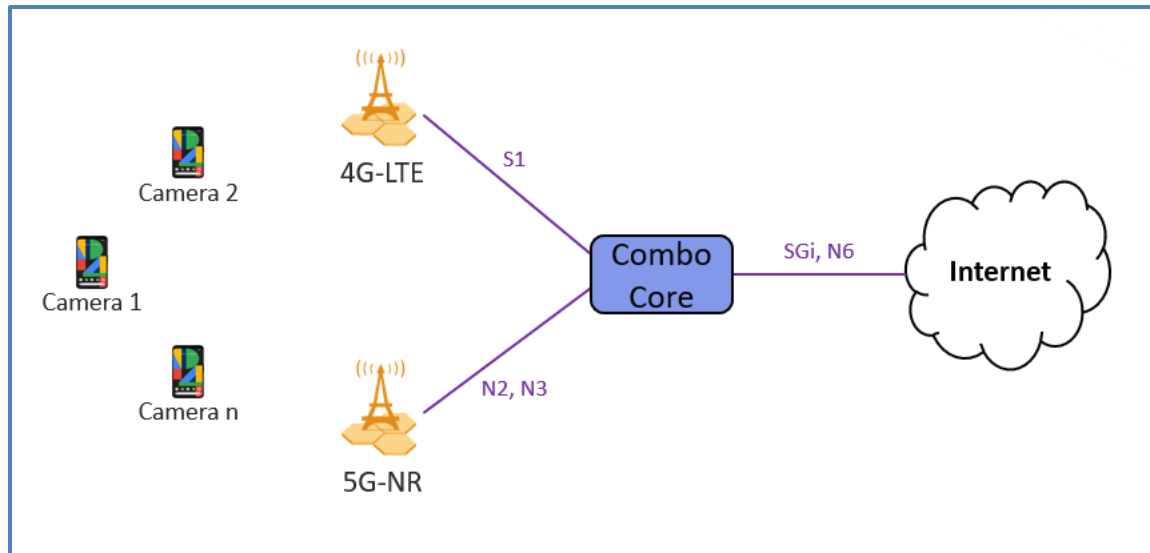 4G-LTE
S1
Camera 2
Combo
Core
SGi, N6
Internet
Camera 1
N2, N3
Camera n
5G-NR